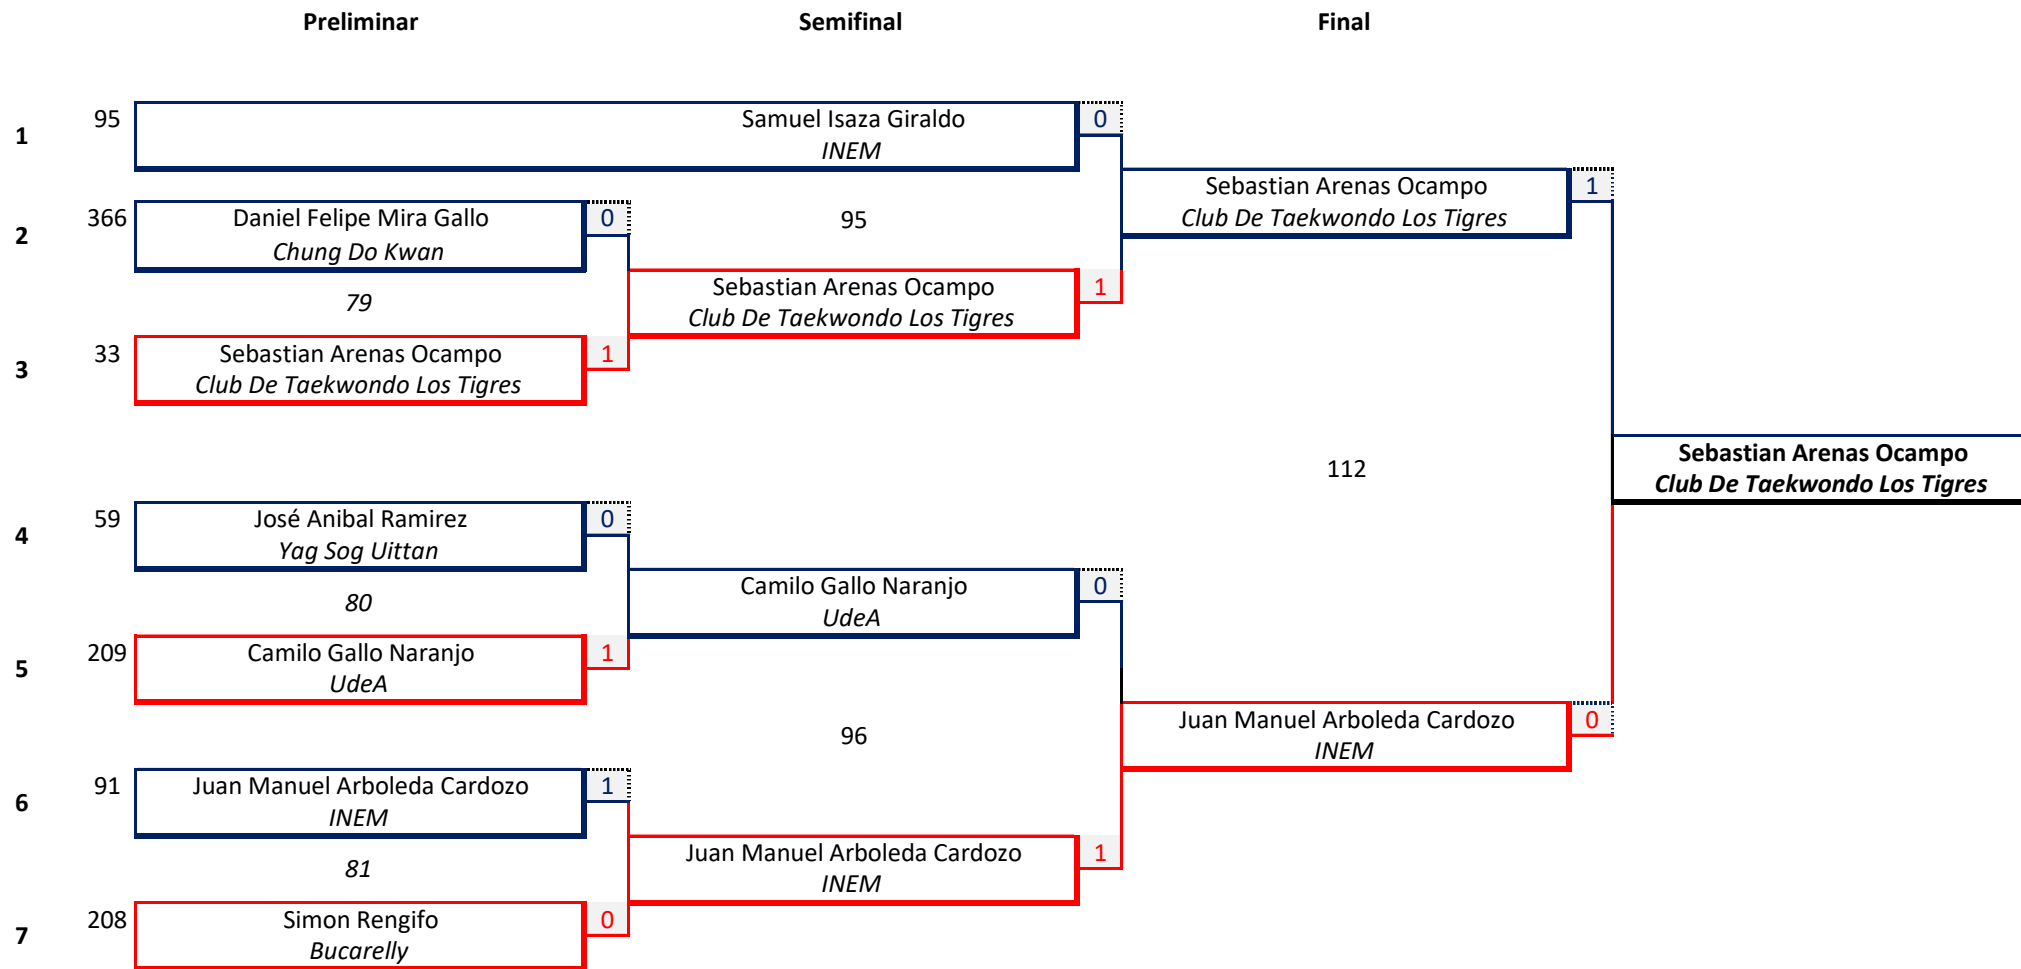 Preliminar Semifinal Final
1 95 Samuel Isaza Giraldo 0
INEM
Sebastian Arenas Ocampo 1
Club De Taekwondo Los Tigres
2 366 Daniel Felipe Mira Gallo 0
Chung Do Kwan
95
79
Sebastian Arenas Ocampo 1
Club De Taekwondo Los Tigres
3 33 Sebastian Arenas Ocampo 1
Club De Taekwondo Los Tigres
112
Sebastian Arenas Ocampo
Club De Taekwondo Los Tigres
4 59 José Anibal Ramirez 0
Yag Sog Uittan
80
Camilo Gallo Naranjo 0
UdeA
5 209 Camilo Gallo Naranjo 1
UdeA
96
Juan Manuel Arboleda Cardozo 0
INEM
6 91 Juan Manuel Arboleda Cardozo 1
INEM
81
Juan Manuel Arboleda Cardozo 1
INEM
7 208 Simon Rengifo 0
Bucarelly